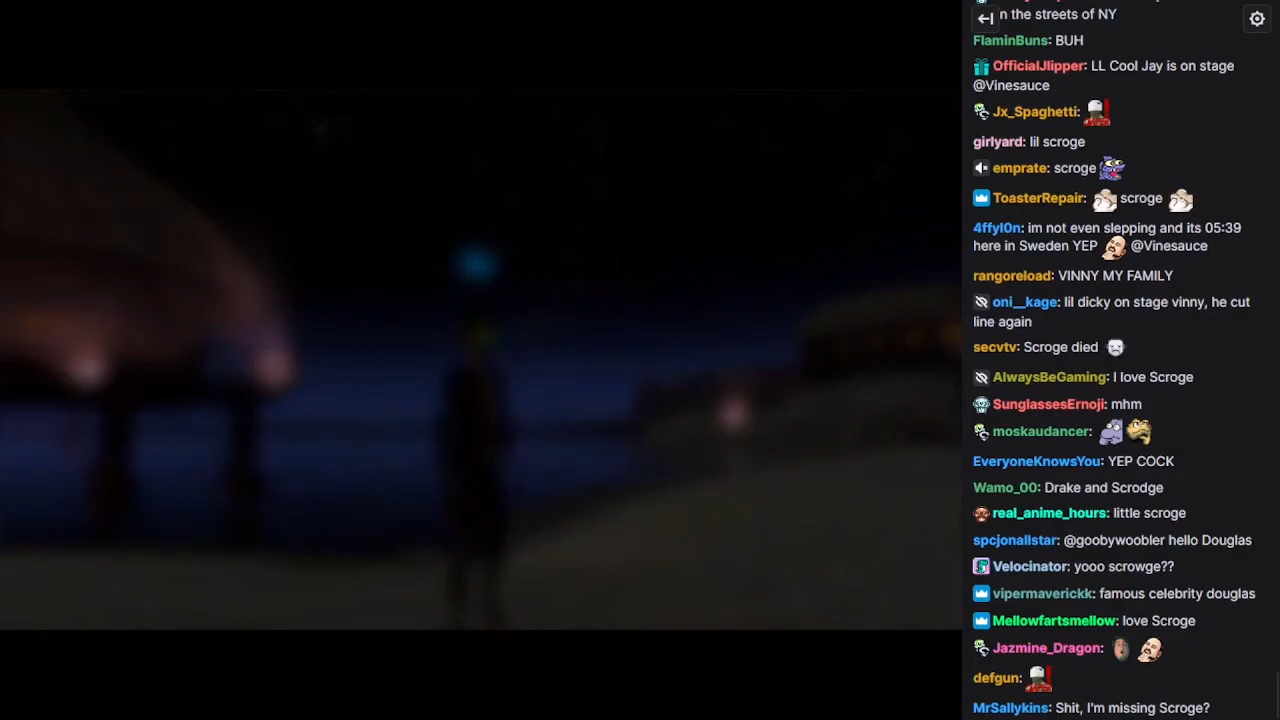 n the streets of NY
FlaminBuns: BUH
OfficialJlipper: LL Cool Jay is on stage
@Vinesauce
Jx_Spaghetti:
girlyard: lil scroge
emprate: scroge
ToasterRepair: scroge
4ffyl0n: im not even slepping and its 05:39
here in Sweden YEP @Vinesauce
rangoreload: VINNY MY FAMILY
oni__kage: lil dicky on stage vinny, he cut
line again
secvtv: Scroge died
AlwaysBeGaming: I love Scroge
SunglassesErnoji: mhm
moskaudancer:
EveryoneKnowsYou: YEP COCK
Wamo_00: Drake and Scrodge
real_anime_hours: little scroge
spcjonallstar: @goobywoobler hello Douglas
Velocinator: yooo scrowge??
vipermaverickk: famous celebrity douglas
Mellowfartsmellow: love Scroge
Jazmine_Dragon:
defgun:
MrSallykins: Shit, I'm missing Scroge?